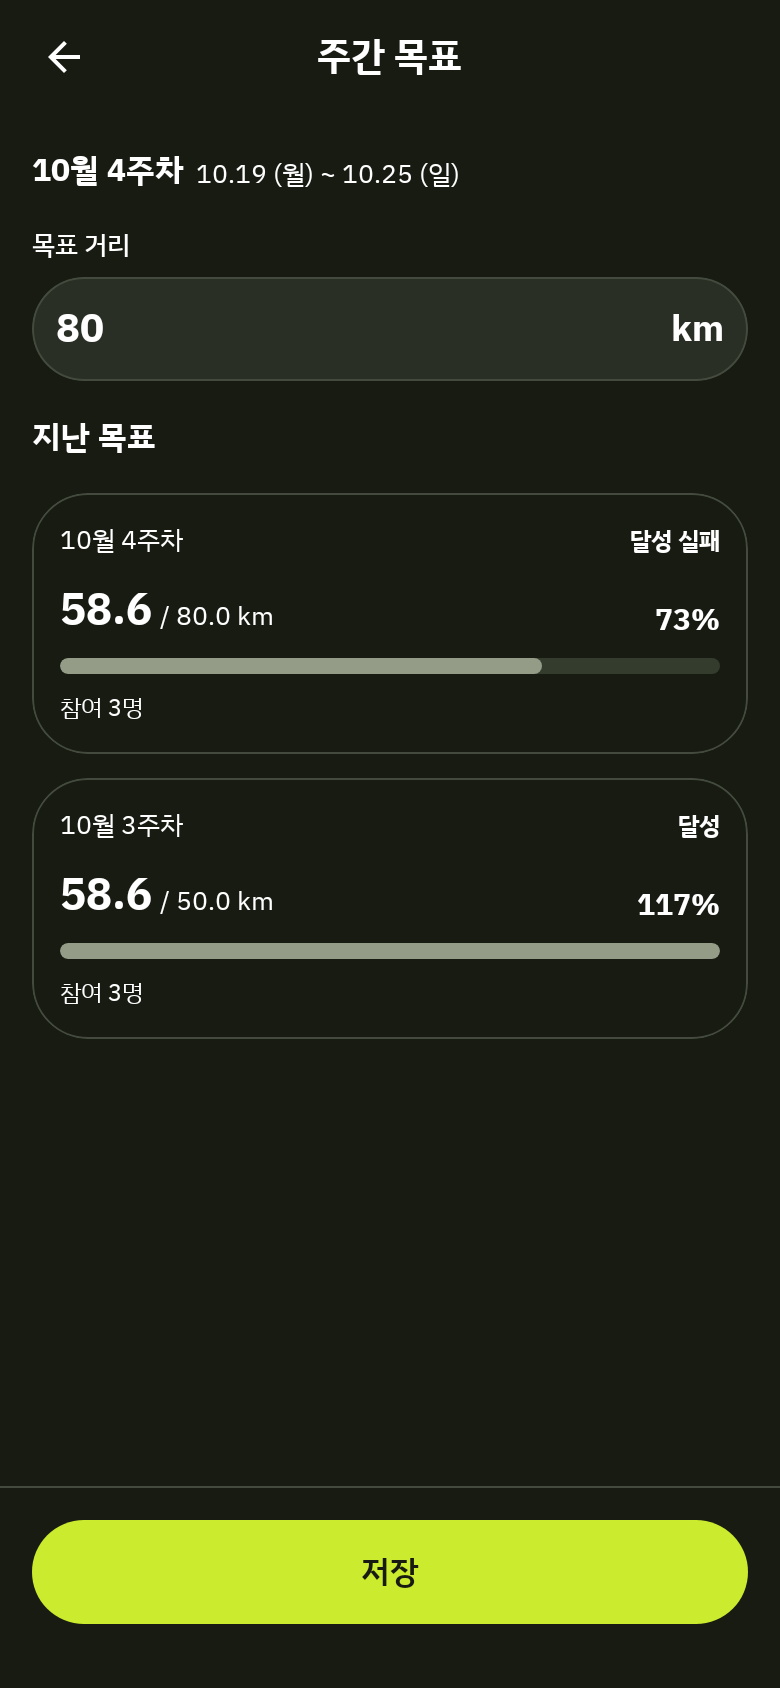 주간 목표
10월 4주차 10.19 (월) ~ 10.25 (일)
목표 거리
80 km
지난 목표
10월 4주차 달성 실패
58.6 / 80.0 km 73%
참여 3명
10월 3주차 달성
58.6 / 50.0 km 117%
참여 3명
저장